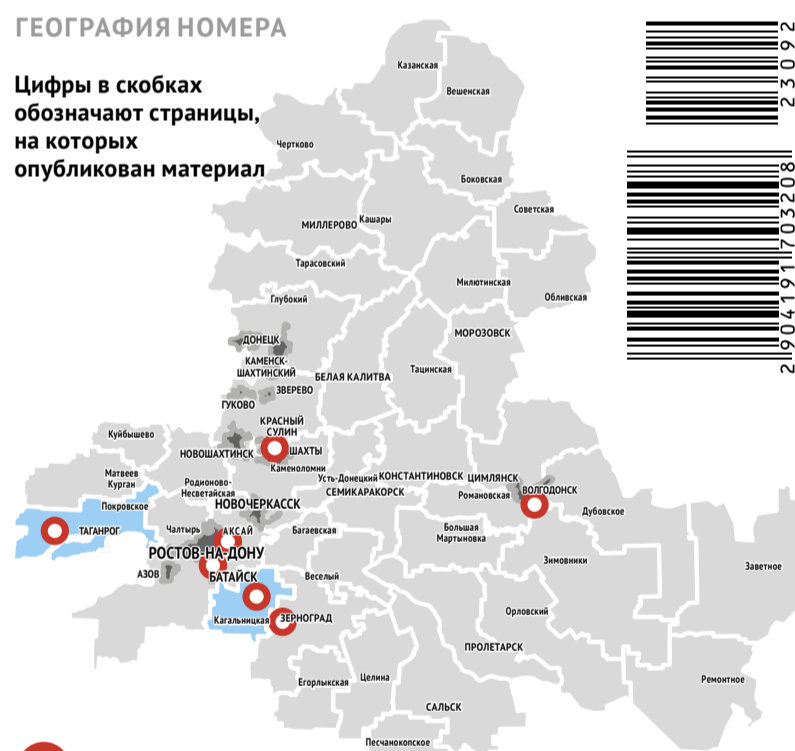 ГЕОГРАФИЯ НОМЕРА
Цифры в скобках
обозначают страницы,
на которых
опубликован материал
23092
2904191703208
Казанская
Вешенская
Чертково
Боковская
Советская
Кашары
МИЛЛЕРОВО
Тарасовский
Милютинская
Обливская
Глубокий
МОРОЗОВСК
ДОНЕЦК
КАМЕНСК-
ШАХТИНСКИЙ
Тацинская
БЕЛАЯ КАЛИТВА
ЗВЕРЕВО
ГУКОВО
КРАСНЫЙ
СУЛИН
Куйбышево
НОВОШАХТИНСК
ШАХТЫ
Каменоломни
Матвеев
Курган
Родионово-
Несветайская
Усть-Донецкий
КОНСТАНТИНОВСК
ЦИМЛЯНСК
СЕМИКАРАКОРСК
Романовская
ВОЛГОДОНСК
Покровское
НОВОЧЕРКАССК
Дубовское
ТАГАНРОГ
Чалтырь
АКСАЙ
Багаевская
Большая
Мартыновка
РОСТОВ-НА-ДОНУ
Зимовники
Заветное
АЗОВ
БАТАЙСК
Веселый
Орловский
Кагальницкая
ЗЕРНОГРАД
ПРОЛЕТАРСК
Егорлыкская
Целина
Ремонтное
САЛЬСК
Песчанокопское